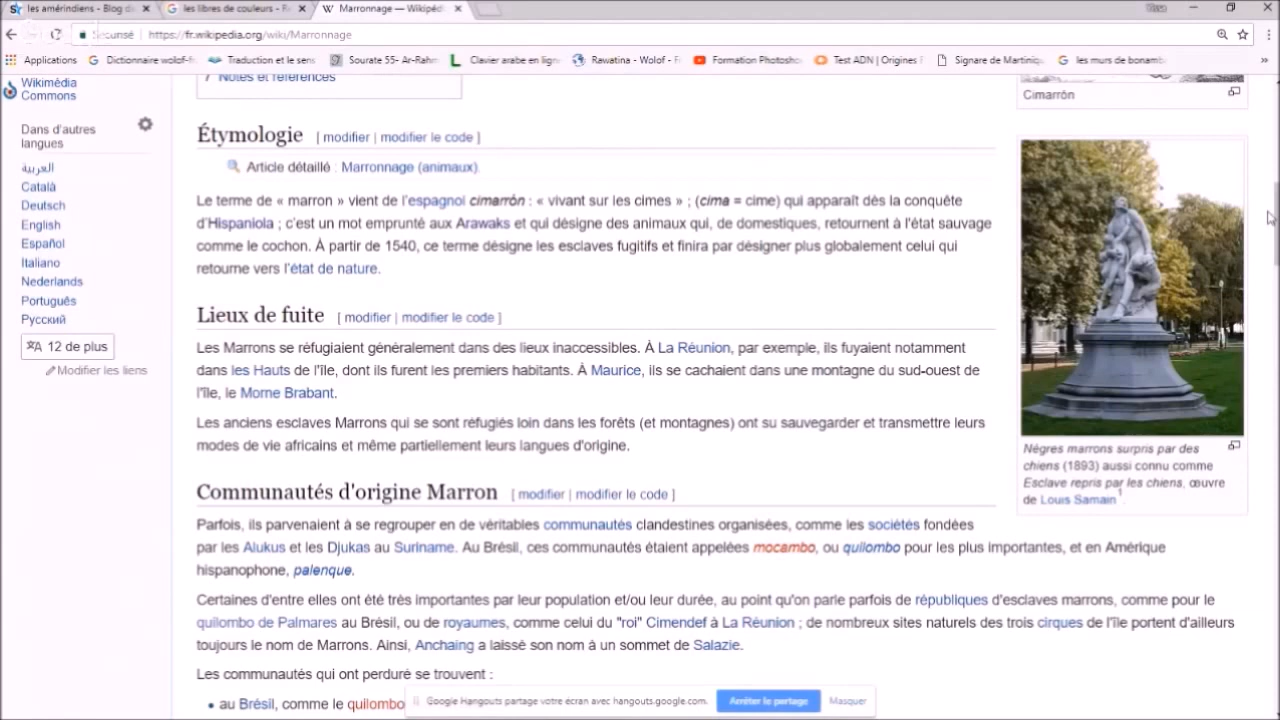 les amérindiens - Blog d
les libres de couleurs - R
Marronnage — Wikipéd
Sécurisé
https://fr.wikipedia.org/wiki/Marronnage
Applications
Dictionnaire wolof-f
Traduction et le sens
Sourate 55- Ar-Rahm
Clavier arabe en lign
Rawatina - Wolof - F
Formation Photosho
Test ADN | Origines
Signare de Martiniq
les murs de bonamb
»
Wikimédia
Commons
Dans d'autres
langues
العربية
Català
Deutsch
English
Español
Italiano
Nederlands
Português
Русский
12 de plus
Modifier les liens
7 Notes et références
Étymologie [ modifier | modifier le code ]
Article détaillé : Marronnage (animaux).
Le terme de « marron » vient de l'espagnol cimarrón : « vivant sur les cimes » ; (cima = cime) qui apparaît dès la conquête
d'Hispaniola ; c'est un mot emprunté aux Arawaks et qui désigne des animaux qui, de domestiques, retournent à l'état sauvage
comme le cochon. À partir de 1540, ce terme désigne les esclaves fugitifs et finira par désigner plus globalement celui qui
retourne vers l'état de nature.
Lieux de fuite [ modifier | modifier le code ]
Les Marrons se réfugiaient généralement dans des lieux inaccessibles. À La Réunion, par exemple, ils fuyaient notamment
dans les Hauts de l'île, dont ils furent les premiers habitants. À Maurice, ils se cachaient dans une montagne du sud-ouest de
l'île, le Morne Brabant.
Les anciens esclaves Marrons qui se sont réfugiés loin dans les forêts (et montagnes) ont su sauvegarder et transmettre leurs
modes de vie africains et même partiellement leurs langues d'origine.
Communautés d'origine Marron [ modifier | modifier le code ]
Parfois, ils parvenaient à se regrouper en de véritables communautés clandestines organisées, comme les sociétés fondées
par les Alukus et les Djukas au Suriname. Au Brésil, ces communautés étaient appelées mocambo, ou quilombo pour les plus importantes, et en Amérique
hispanophone, palenque.
Certaines d'entre elles ont été très importantes par leur population et/ou leur durée, au point qu'on parle parfois de républiques d'esclaves marrons, comme pour le
quilombo de Palmares au Brésil, ou de royaumes, comme celui du "roi" Cimendef à La Réunion ; de nombreux sites naturels des trois cirques de l'île portent d'ailleurs
toujours le nom de Marrons. Ainsi, Anchaing a laissé son nom à un sommet de Salazie.
Les communautés qui ont perduré se trouvent :
• au Brésil, comme le quilombo
Cimarrón
Nègres marrons surpris par des
chiens (1893) aussi connu comme
Esclave repris par les chiens, œuvre
de Louis Samain 1.
Google Hangouts partage votre écran avec hangouts.google.com.
Arrêter le partage
Masquer